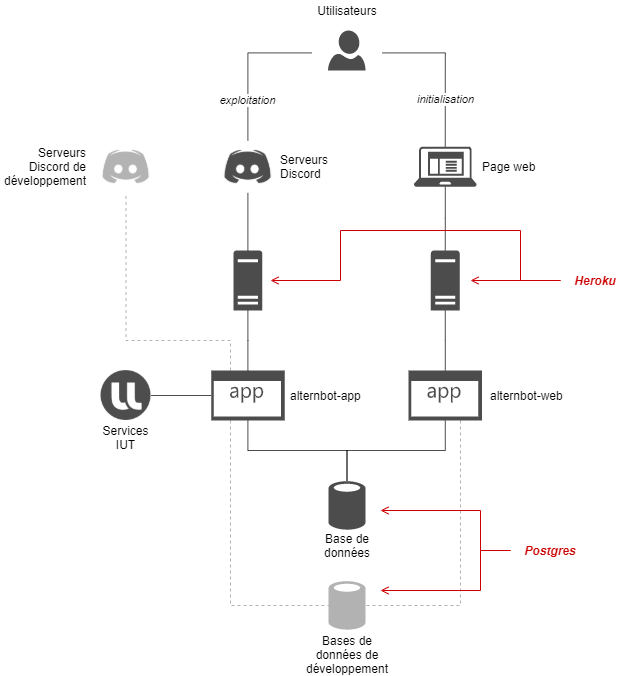 Utilisateurs
exploitation
initialisation
Serveurs
Discord de
développement
Serveurs
Discord
Page web
Heroku
app
alternbot-app
app
alternbot-web
Services
IUT
Base de
données
Postgres
Bases de
données de
développement